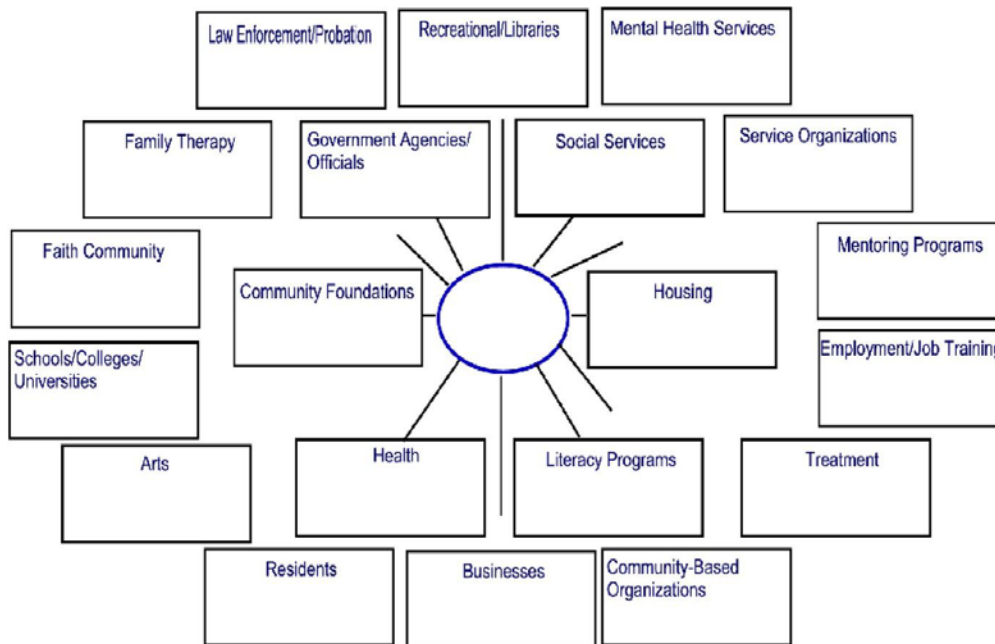 Law Enforcement/Probation
Recreational/Libraries
Mental Health Services
Family Therapy
Government Agencies/
Officials
Social Services
Service Organizations
Faith Community
Mentoring Programs
Community Foundations
Housing
Schools/Colleges/
Universities
Employment/Job Training
Arts
Health
Literacy Programs
Treatment
Residents
Businesses
Community-Based
Organizations